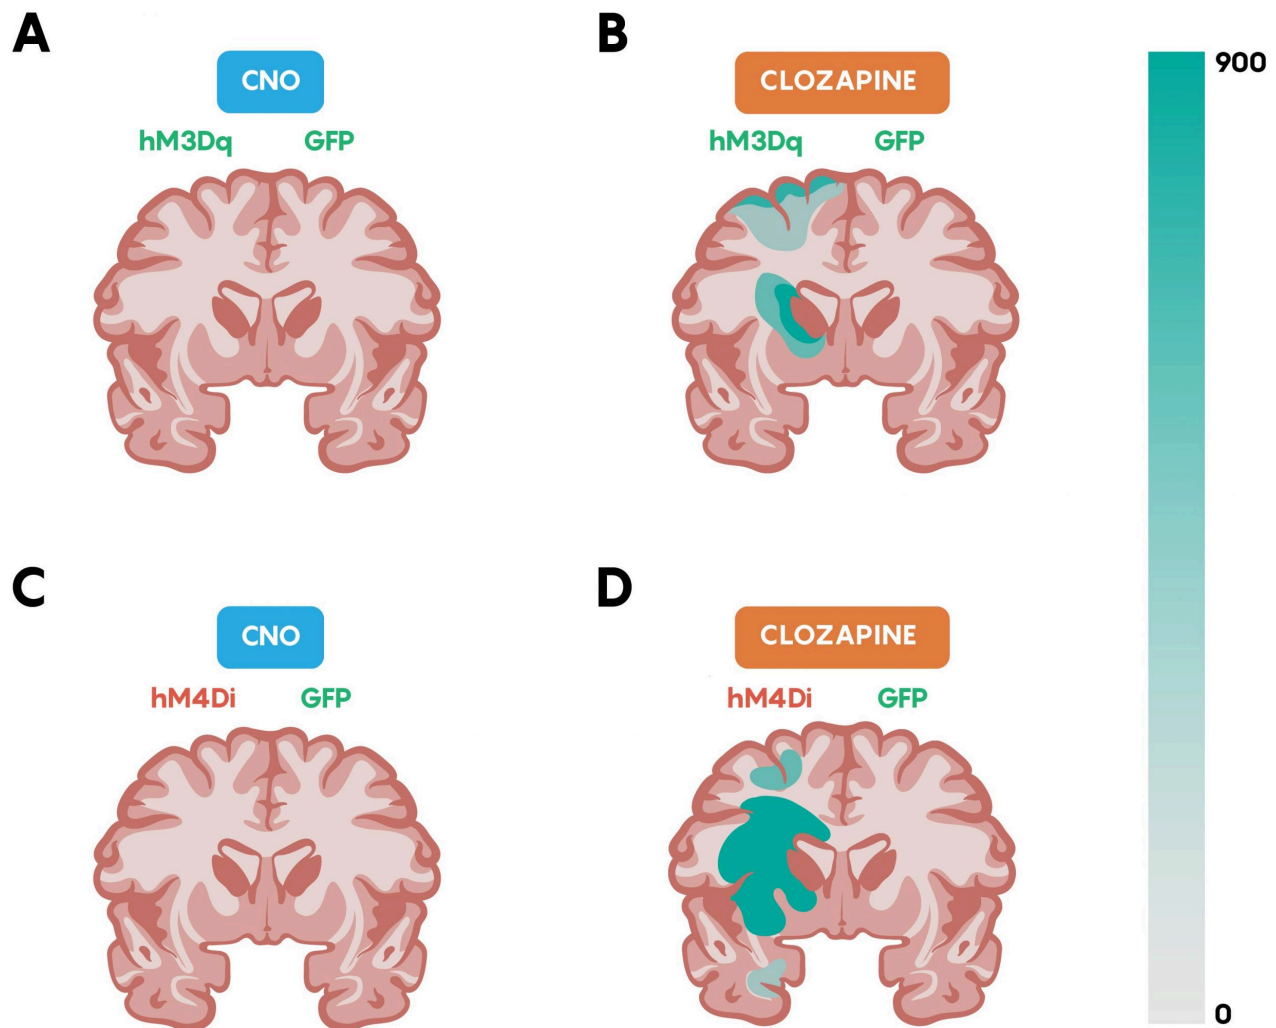 A
CNO
hM3Dq GFP
B
CLOZAPINE
hM3Dq GFP
900
C
CNO
hM4Di GFP
D
CLOZAPINE
hM4Di GFP
0